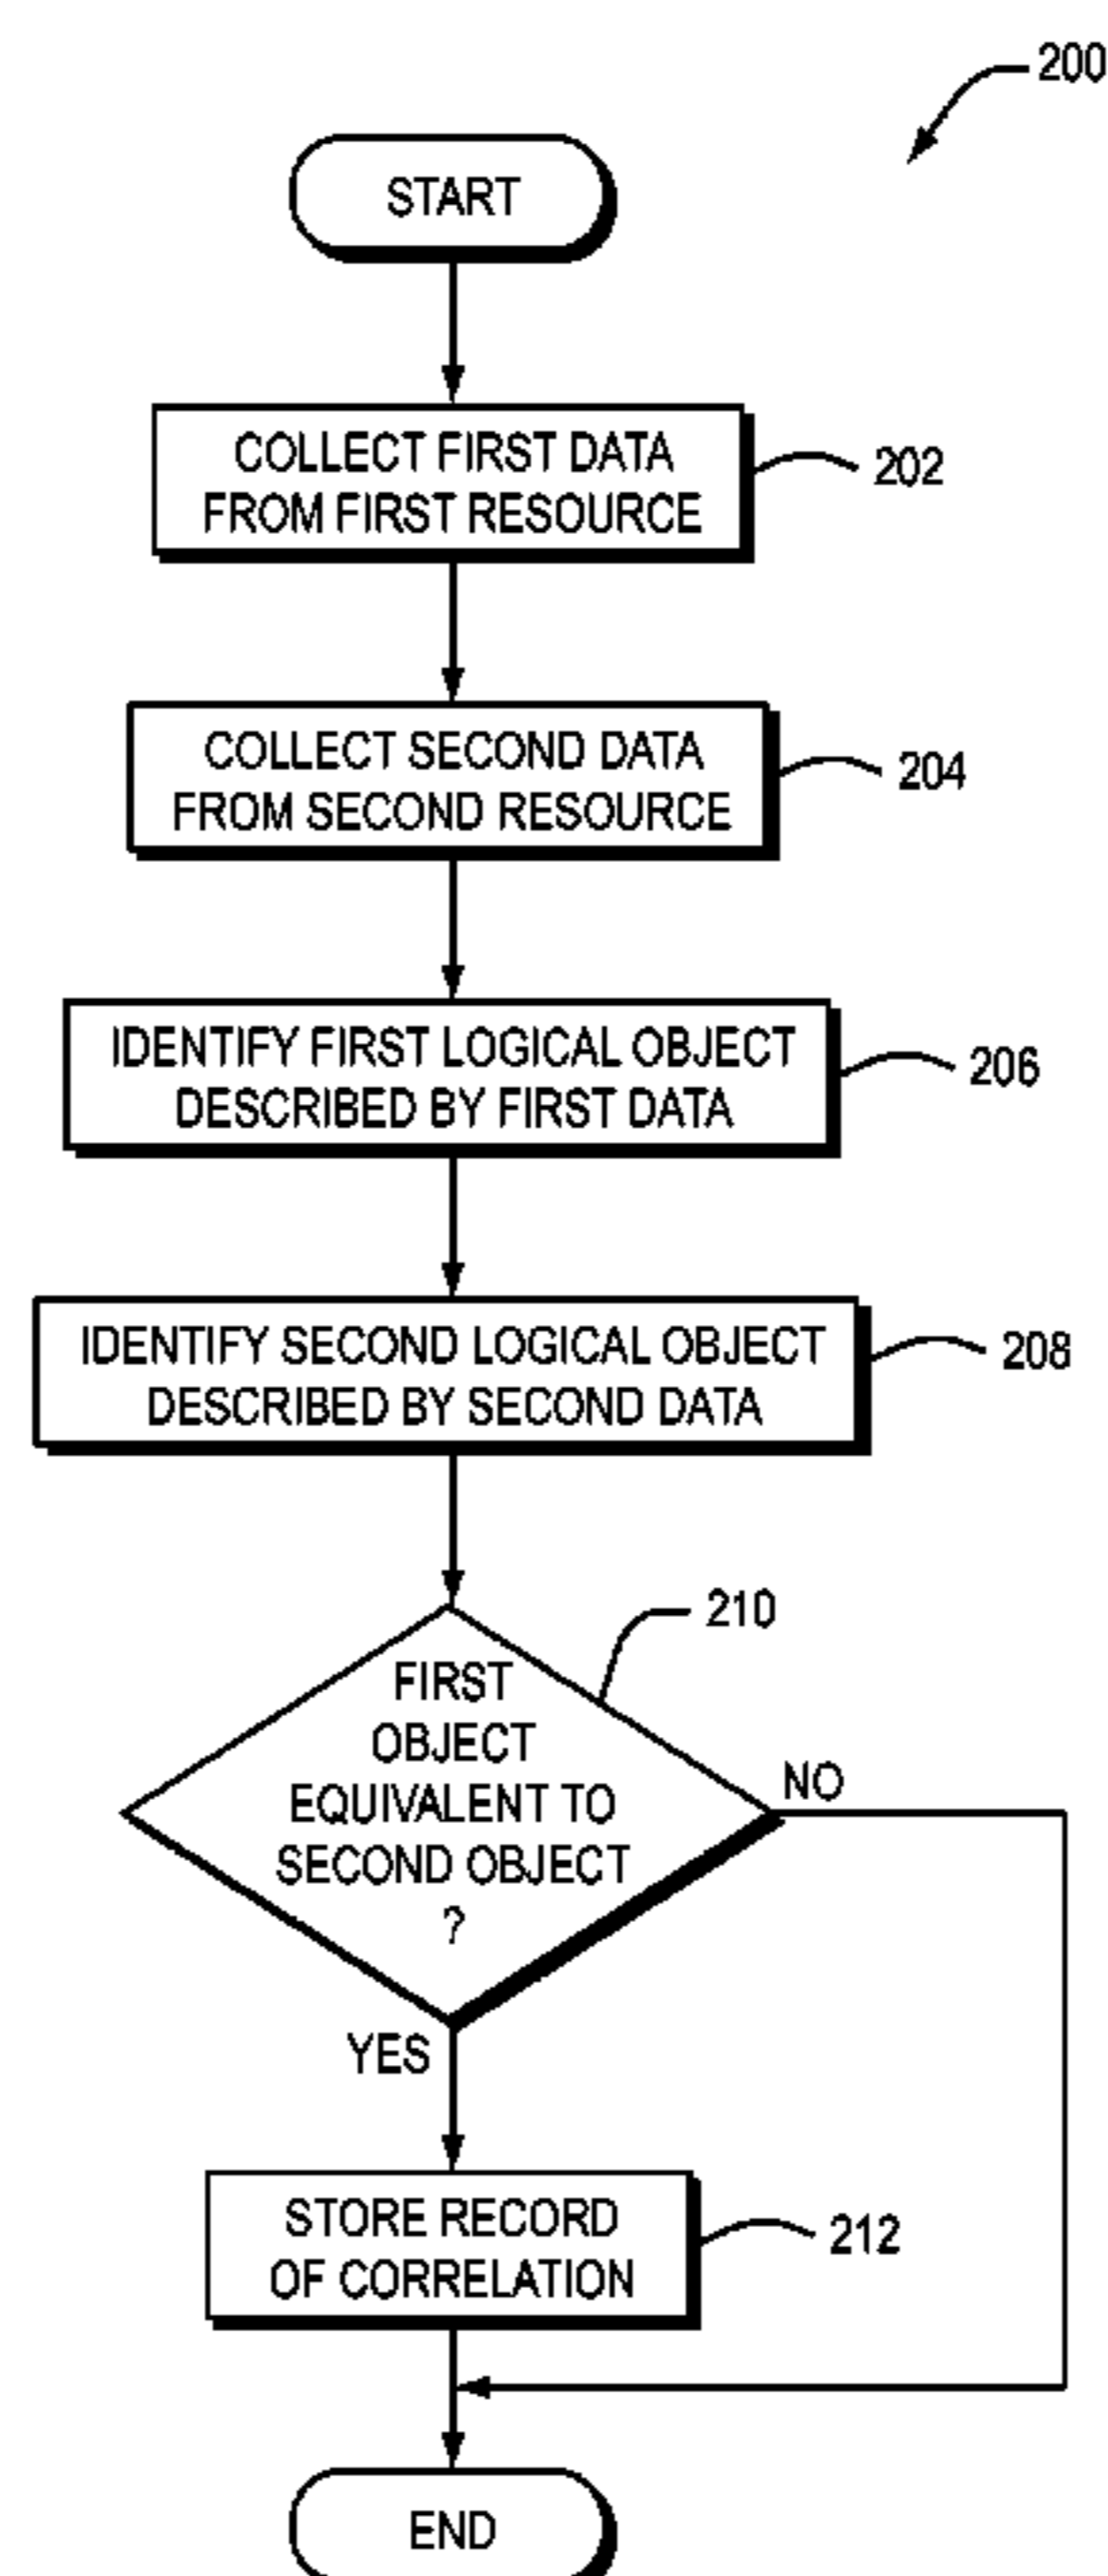 200
START
COLLECT FIRST DATA
FROM FIRST RESOURCE
202
COLLECT SECOND DATA
FROM SECOND RESOURCE
204
IDENTIFY FIRST LOGICAL OBJECT
DESCRIBED BY FIRST DATA
206
IDENTIFY SECOND LOGICAL OBJECT
DESCRIBED BY SECOND DATA
208
210
FIRST
OBJECT
EQUIVALENT TO
SECOND OBJECT
?
NO
YES
STORE RECORD
OF CORRELATION
212
END